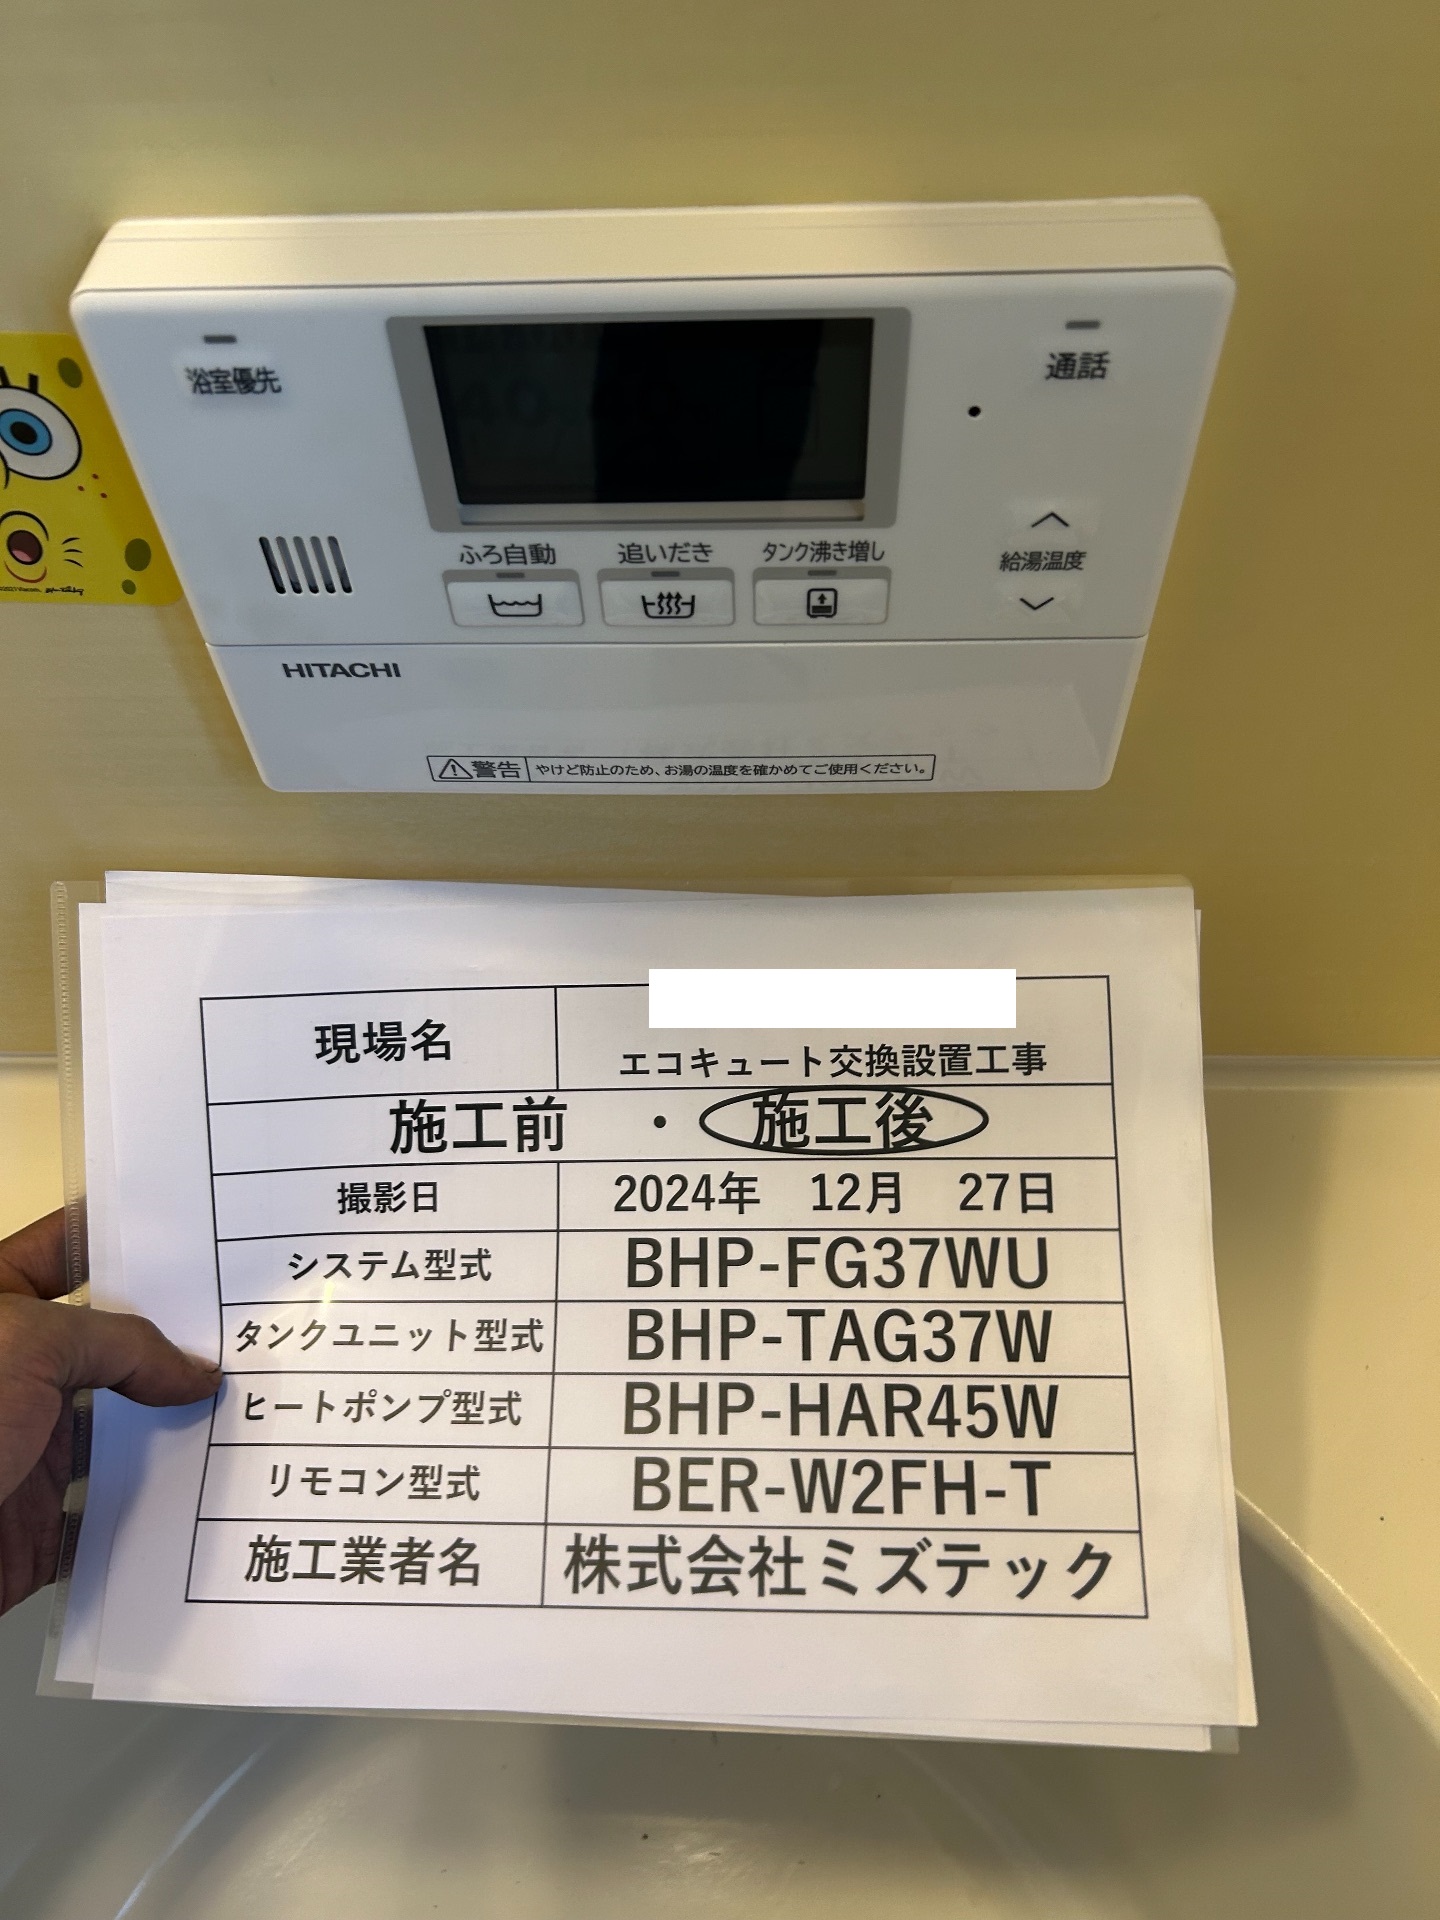 浴室優先
通話
ふろ自動
追いだき
タンク沸き増し
給湯温度
HITACHI
警告 やけど防止のため、お湯の温度を確かめてご使用ください。
現場名
エコキュート交換設置工事
施工前 ・ 施工後
撮影日 2024年 12月 27日
システム型式 BHP-FG37WU
タンクユニット型式 BHP-TAG37W
ヒートポンプ型式 BHP-HAR45W
リモコン型式 BER-W2FH-T
施工業者名 株式会社ミズテック